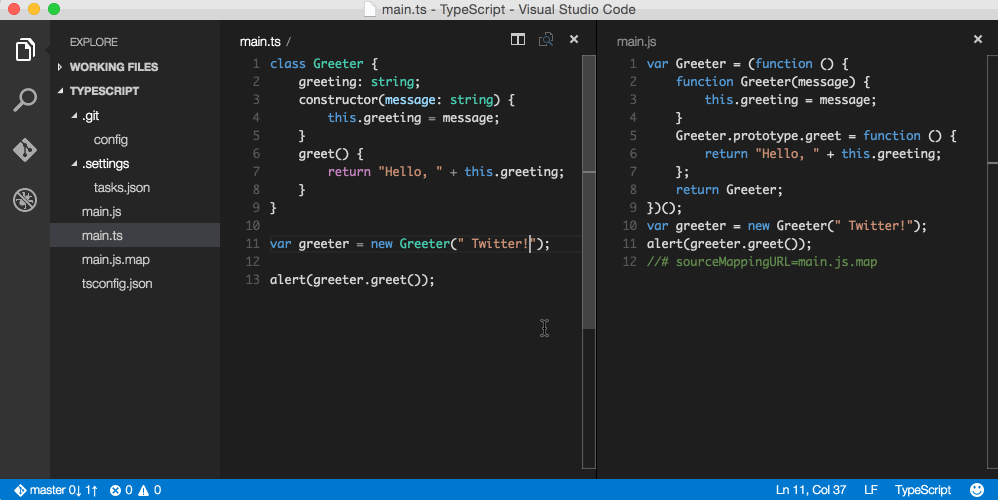 main.ts - TypeScript - Visual Studio Code
EXPLORE
WORKING FILES
TYPESCRIPT
.git
config
.settings
tasks.json
main.js
main.ts
main.js.map
tsconfig.json
main.ts /
1 class Greeter {
2 greeting: string;
3 constructor(message: string) {
4 this.greeting = message;
5 }
6 greet() {
7 return "Hello, " + this.greeting;
8 }
9 }
10
11 var greeter = new Greeter(" Twitter!");
12
13 alert(greeter.greet());
main.js
1 var Greeter = (function () {
2 function Greeter(message) {
3 this.greeting = message;
4 }
5 Greeter.prototype.greet = function () {
6 return "Hello, " + this.greeting;
7 };
8 return Greeter;
9 })();
10 var greeter = new Greeter(" Twitter!");
11 alert(greeter.greet());
12 //# sourceMappingURL=main.js.map
master 0↓ 1↑ 0 0
Ln 11, Col 37 LF TypeScript